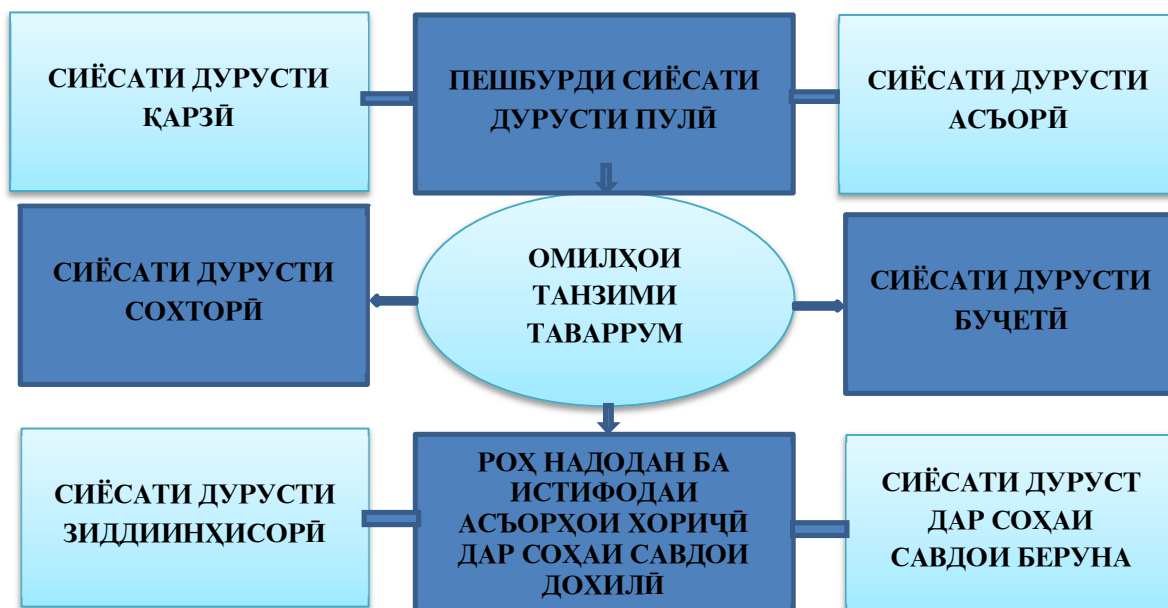 СИЁСАТИ ДУРУСТИ
ҚАРЗӢ
ПЕШБУРДИ СИЁСАТИ
ДУРУСТИ ПУЛӢ
СИЁСАТИ ДУРУСТИ
АСЪОРӢ
СИЁСАТИ ДУРУСТИ
СОХТОРӢ
ОМИЛҲОИ
ТАНЗИМИ
ТАВАРРУМ
СИЁСАТИ ДУРУСТИ
БУҶЕТӢ
СИЁСАТИ ДУРУСТИ
ЗИДДИИНҲИСОРӢ
РОҲ НАДОДАН БА
ИСТИФОДАИ
АСЪОРҲОИ ХОРИҶӢ
ДАР СОҲАИ САВДОИ
ДОХИЛӢ
СИЁСАТИ ДУРУСТ
ДАР СОҲАИ
САВДОИ БЕРУНА